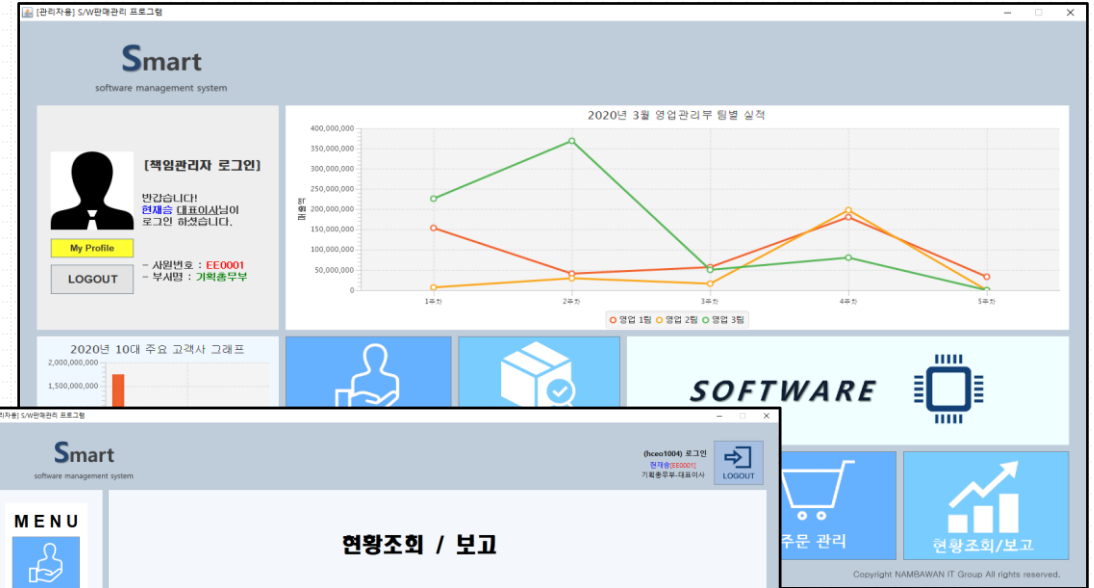 [관리자용] S/W판매관리 프로그램
Smart
software management system
[책임관리자 로그인]
반갑습니다!
현재승 대표이사님이
로그인 하셨습니다.
My Profile
LOGOUT
- 사원번호 : EE0001
- 부서명 : 기획총무부
2020년 3월 영업관리부 팀별 실적
400,000,000
350,000,000
300,000,000
250,000,000
200,000,000
150,000,000
100,000,000
50,000,000
0
매출액
1주차
2주차
3주차
4주차
5주차
영업 1팀 영업 2팀 영업 3팀
2020년 10대 주요 고객사 그래프
2,000,000,000
1,500,000,000
SOFTWARE
주문 관리
현황조회/보고
Copyright NAMBAWAN IT Group All rights reserved.
리자용] S/W판매관리 프로그램
Smart
software management system
(hceo1004) 로그인
현재승[EE0001]
기획총무부-대표이사
LOGOUT
MENU
현황조회 / 보고